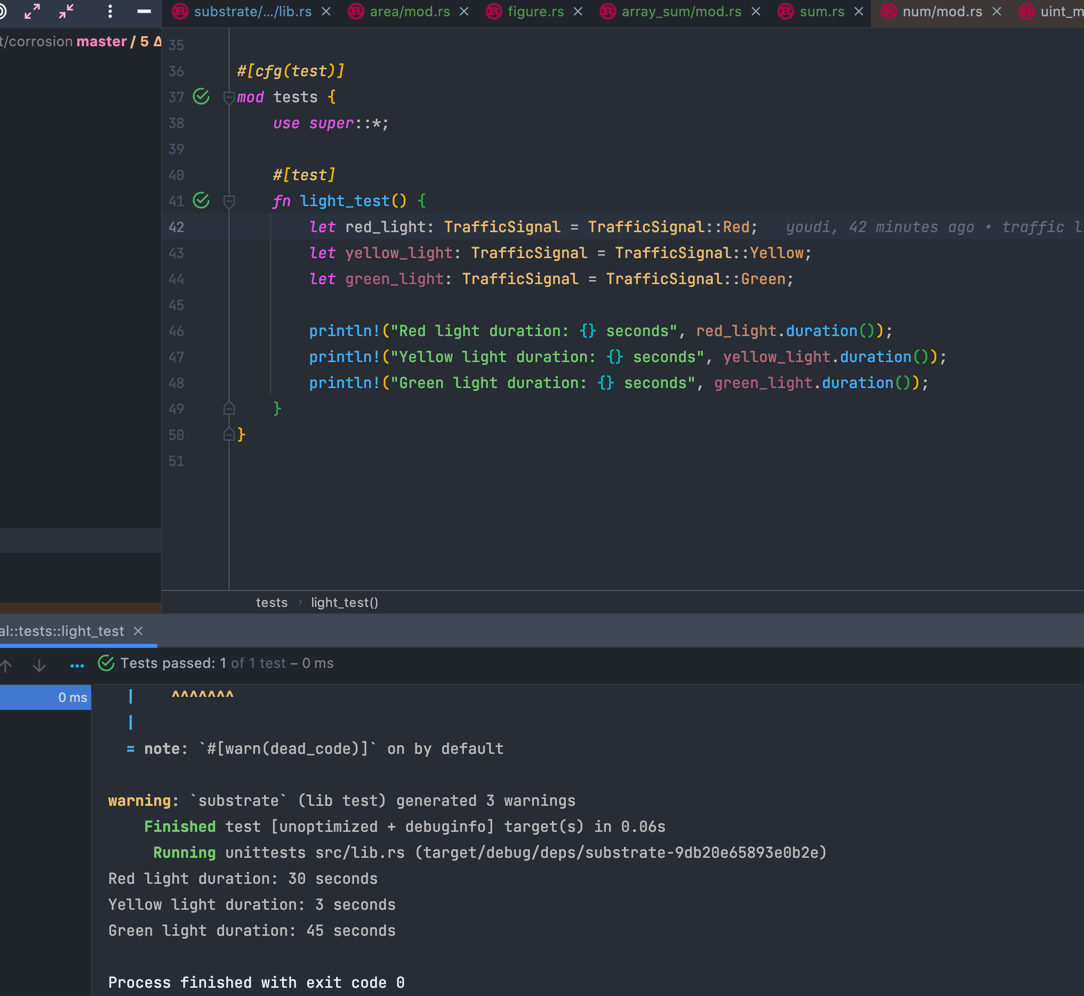 substrate/.../lib.rs area/mod.rs figure.rs array_sum/mod.rs sum.rs num/mod.rs uint_m
t/corrosion master / 5 Δ
35
36 #[cfg(test)]
37 mod tests {
38 use super::*;
39
40 #[test]
41 fn light_test() {
42 let red_light: TrafficSignal = TrafficSignal::Red; youdi, 42 minutes ago • traffic l
43 let yellow_light: TrafficSignal = TrafficSignal::Yellow;
44 let green_light: TrafficSignal = TrafficSignal::Green;
45
46 println!("Red light duration: {} seconds", red_light.duration());
47 println!("Yellow light duration: {} seconds", yellow_light.duration());
48 println!("Green light duration: {} seconds", green_light.duration());
49 }
50 }
51
tests › light_test()
al::tests::light_test
Tests passed: 1 of 1 test – 0 ms
0 ms
| ^^^^^^^
|
= note: `#[warn(dead_code)]` on by default
warning: `substrate` (lib test) generated 3 warnings
Finished test [unoptimized + debuginfo] target(s) in 0.06s
Running unittests src/lib.rs (target/debug/deps/substrate-9db20e65893e0b2e)
Red light duration: 30 seconds
Yellow light duration: 3 seconds
Green light duration: 45 seconds
Process finished with exit code 0